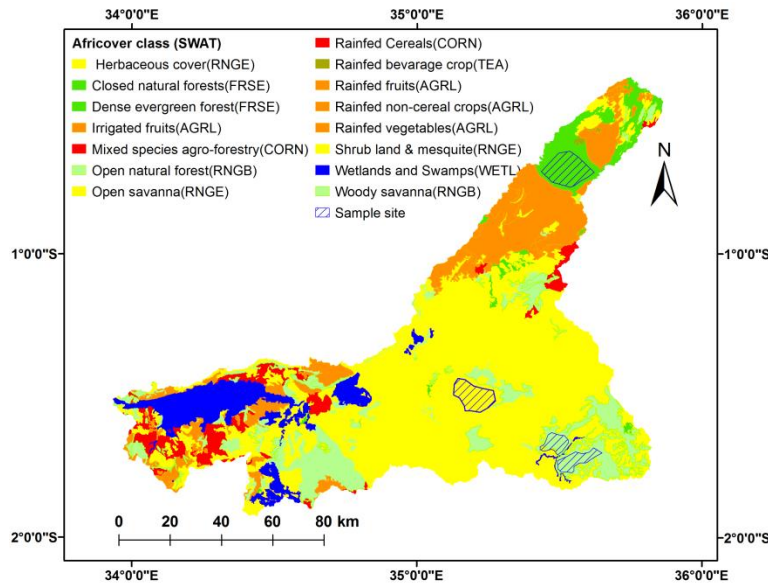 34°0'0"E 35°0'0"E 36°0'0"E
Africover class (SWAT)
Herbaceous cover(RNGE)
Closed natural forests(FRSE)
Dense evergreen forest(FRSE)
Irrigated fruits(AGRL)
Mixed species agro-forestry(CORN)
Open natural forest(RNGB)
Open savanna(RNGE)
Rainfed Cereals(CORN)
Rainfed bevarage crop(TEA)
Rainfed fruits(AGRL)
Rainfed non-cereal crops(AGRL)
Rainfed vegetables(AGRL)
Shrub land & mesquite(RNGE)
Wetlands and Swamps(WETL)
Woody savanna(RNGB)
Sample site
N
1°0'0"S 1°0'0"S
2°0'0"S 2°0'0"S
0 20 40 60 80 km
34°0'0"E 35°0'0"E 36°0'0"E